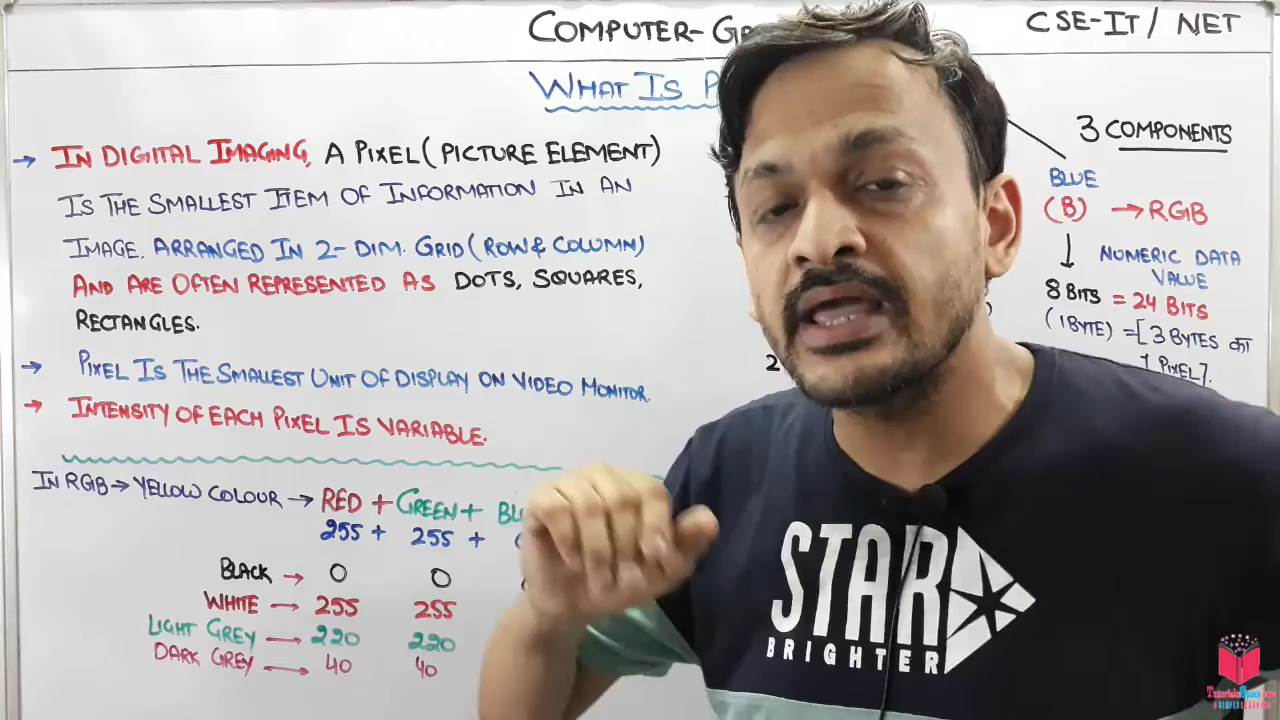 COMPUTER-G
CSE-IT / NET
WHAT IS P
3 COMPONENTS
→ IN DIGITAL IMAGING, A PIXEL (PICTURE ELEMENT)
IS THE SMALLEST ITEM OF INFORMATION IN AN
IMAGE, ARRANGED IN 2-DIM. GRID (ROW & COLUMN)
AND ARE OFTEN REPRESENTED AS DOTS, SQUARES,
RECTANGLES.
→ PIXEL IS THE SMALLEST UNIT OF DISPLAY ON VIDEO MONITOR.
→ INTENSITY OF EACH PIXEL IS VARIABLE.
BLUE
(B) → RGB
NUMERIC DATA
VALUE
8 BITS = 24 BITS
(1 BYTE) = [3 BYTES का
1 PIXEL].
2
IN RGB → YELLOW COLOUR → RED + GREEN + BL
255 + 255 +
BLACK → 0 0
WHITE → 255 255
LIGHT GREY → 220 220
DARK GREY → 40 40
STAR
BRIGHTER